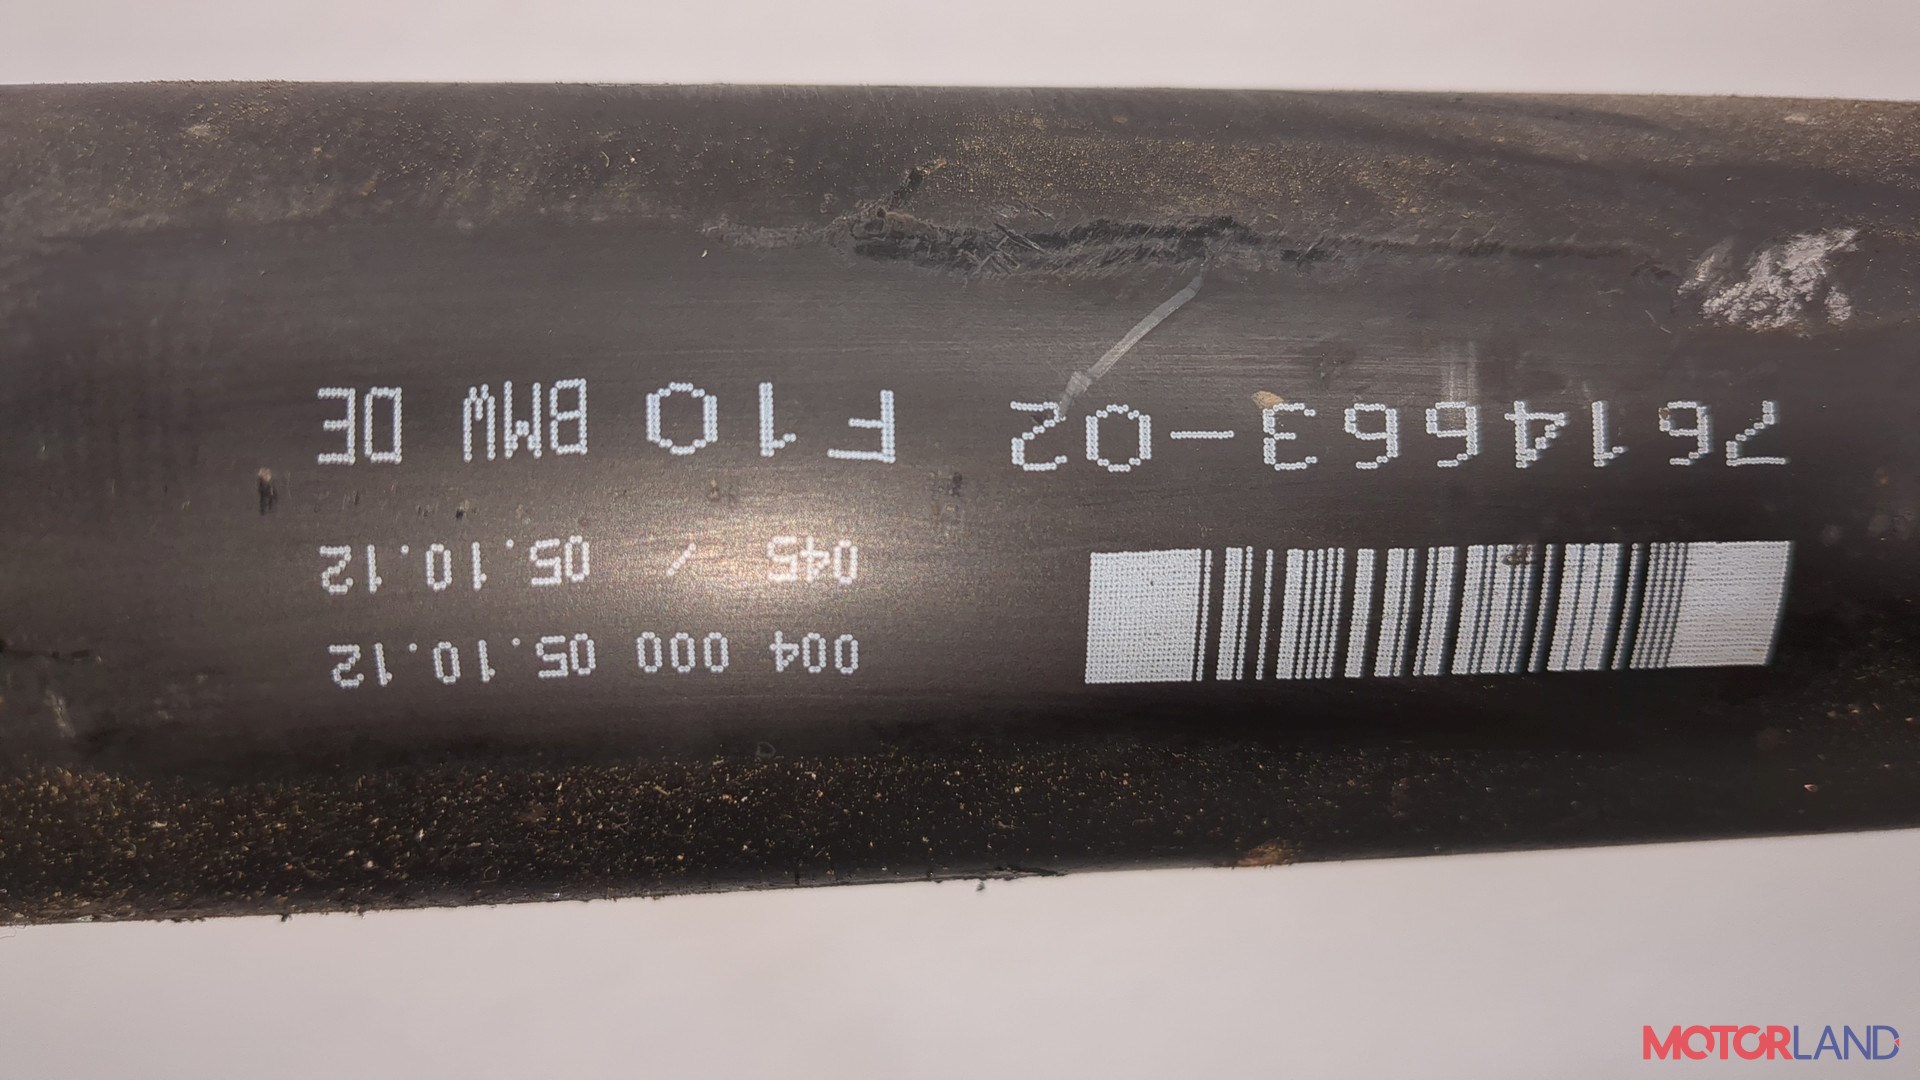 004 000 05.10.12
045 / 05.10.12
7614663-02 F10 BMW DE
MOTORLAND